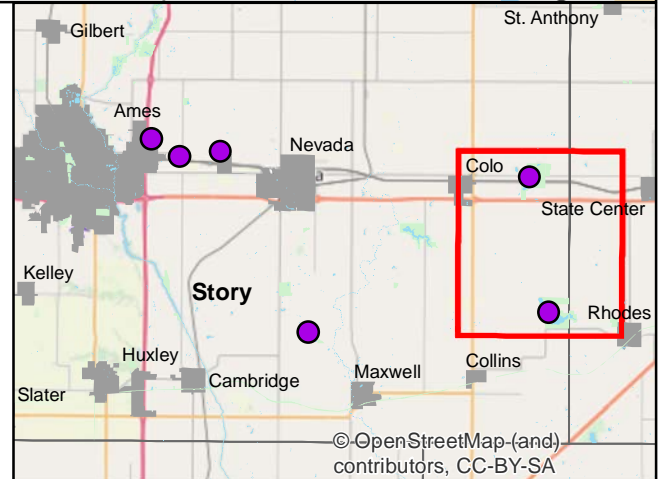 St. Anthony
Gilbert
Ames
Nevada
Colo
State Center
Kelley
Story
Rhodes
Huxley
Maxwell
Collins
Slater
Cambridge
© OpenStreetMap (and)
contributors, CC-BY-SA